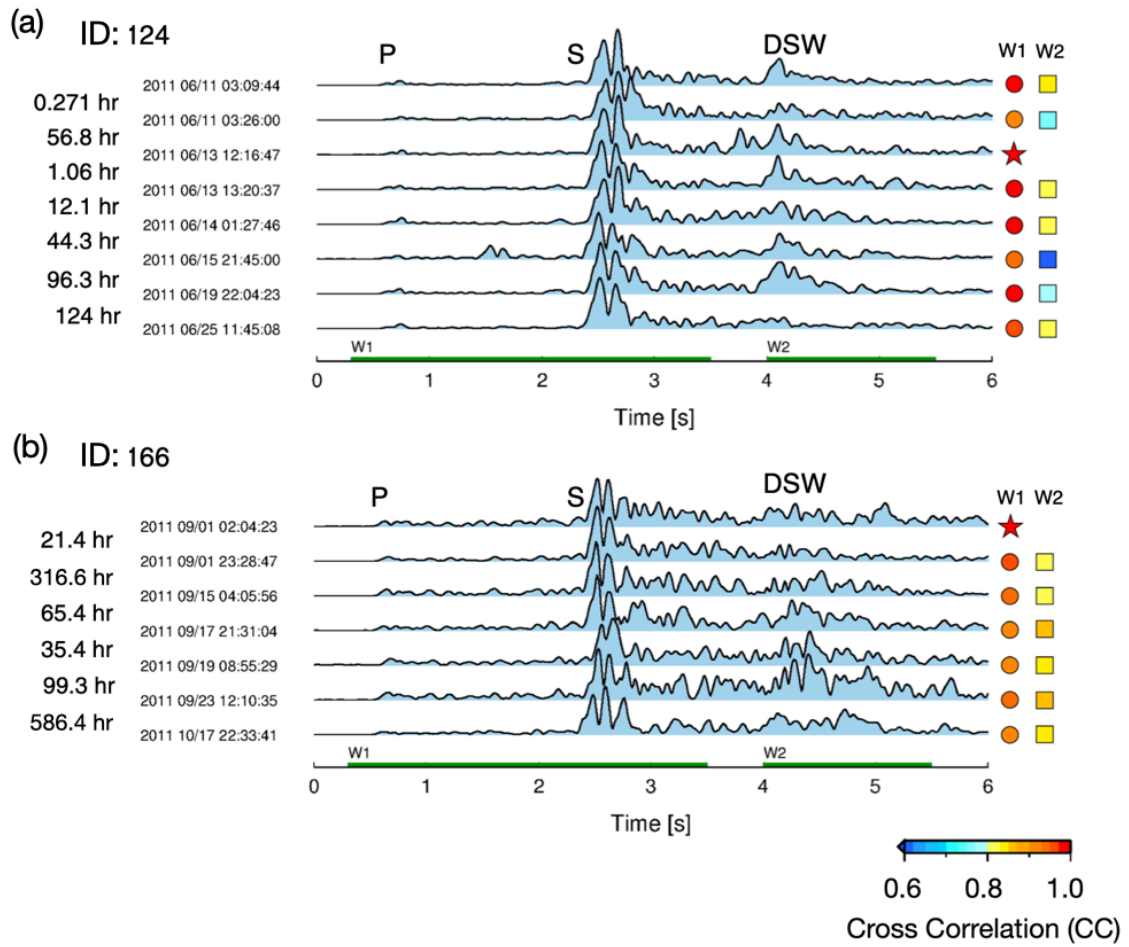 (a) ID: 124
P S DSW W1 W2
2011 06/11 03:09:44
0.271 hr
2011 06/11 03:26:00
56.8 hr
2011 06/13 12:16:47
1.06 hr
2011 06/13 13:20:37
12.1 hr
2011 06/14 01:27:46
44.3 hr
2011 06/15 21:45:00
96.3 hr
2011 06/19 22:04:23
124 hr
2011 06/25 11:45:08
W1 W2
0 1 2 3 4 5 6
Time [s]
(b) ID: 166
P S DSW W1 W2
2011 09/01 02:04:23
21.4 hr
2011 09/01 23:28:47
316.6 hr
2011 09/15 04:05:56
65.4 hr
2011 09/17 21:31:04
35.4 hr
2011 09/19 08:55:29
99.3 hr
2011 09/23 12:10:35
586.4 hr
2011 10/17 22:33:41
W1 W2
0 1 2 3 4 5 6
Time [s]
0.6 0.8 1.0
Cross Correlation (CC)